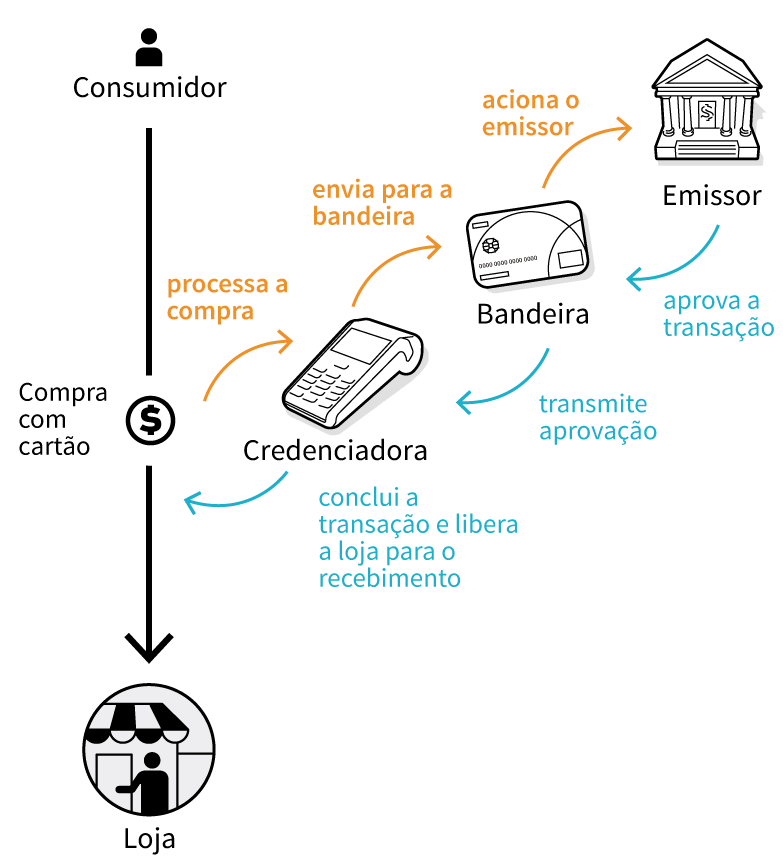 Consumidor
aciona o
emissor
Emissor
envia para a
bandeira
0000 0000 0000 0000
Bandeira
aprova a
transação
processa a
compra
Compra
com
cartão
$
Credenciadora
transmite
aprovação
conclui a
transação e libera
a loja para o
recebimento
$
Loja